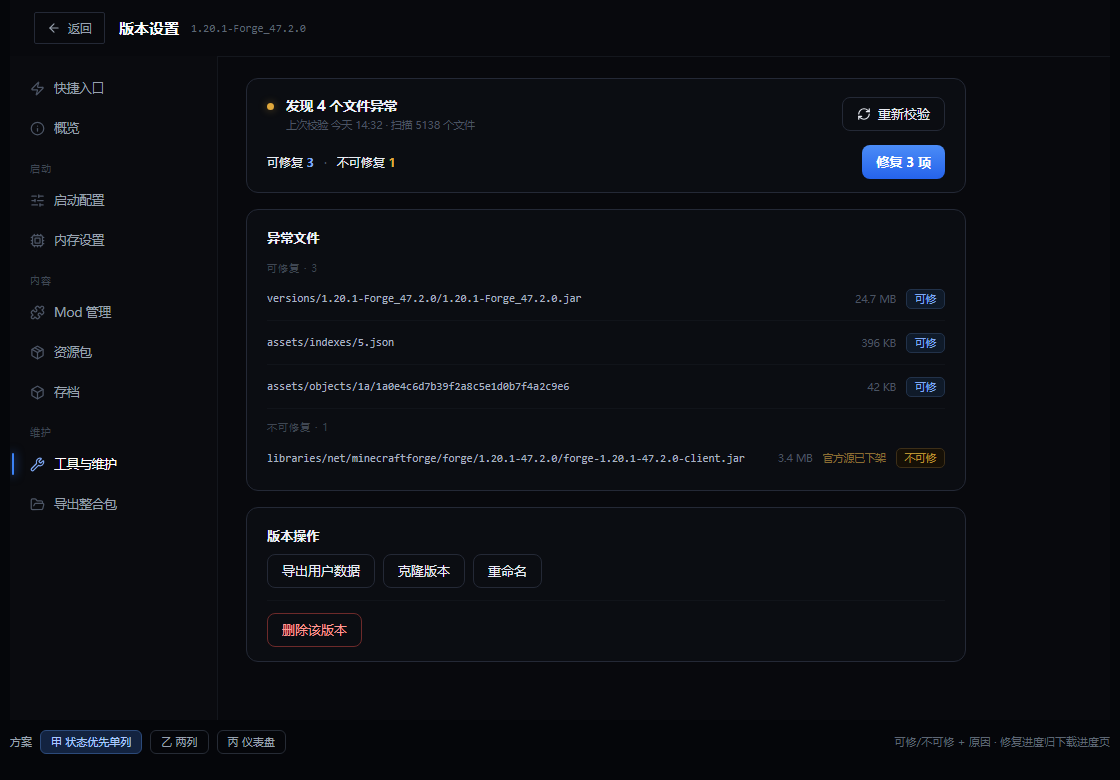 返回 版本设置 1.20.1-Forge_47.2.0
快捷入口
概览
启动
启动配置
内存设置
内容
Mod 管理
资源包
存档
维护
工具与维护
导出整合包
发现 4 个文件异常
上次校验 今天 14:32 · 扫描 5138 个文件
重新校验
可修复 3 · 不可修复 1
修复 3 项
异常文件
可修复 · 3
versions/1.20.1-Forge_47.2.0/1.20.1-Forge_47.2.0.jar 24.7 MB 可修
assets/indexes/5.json 396 KB 可修
assets/objects/1a/1a0e4c6d7b39f2a8c5e1d0b7f4a2c9e6 42 KB 可修
不可修复 · 1
libraries/net/minecraftforge/forge/1.20.1-47.2.0/forge-1.20.1-47.2.0-client.jar 3.4 MB 官方源已下架 不可修
版本操作
导出用户数据 克隆版本 重命名
删除该版本
方案 甲 状态优先单列 乙 两列 丙 仪表盘 可修/不可修 + 原因 · 修复进度归下载进度页